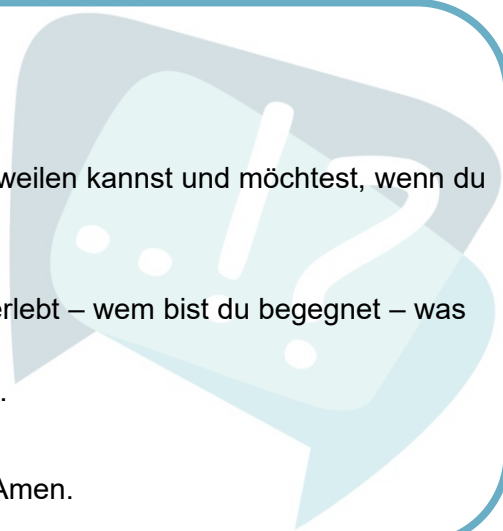 weilen kannst und möchtest, wenn du
erlebt – wem bist du begegnet – was
.
Amen.